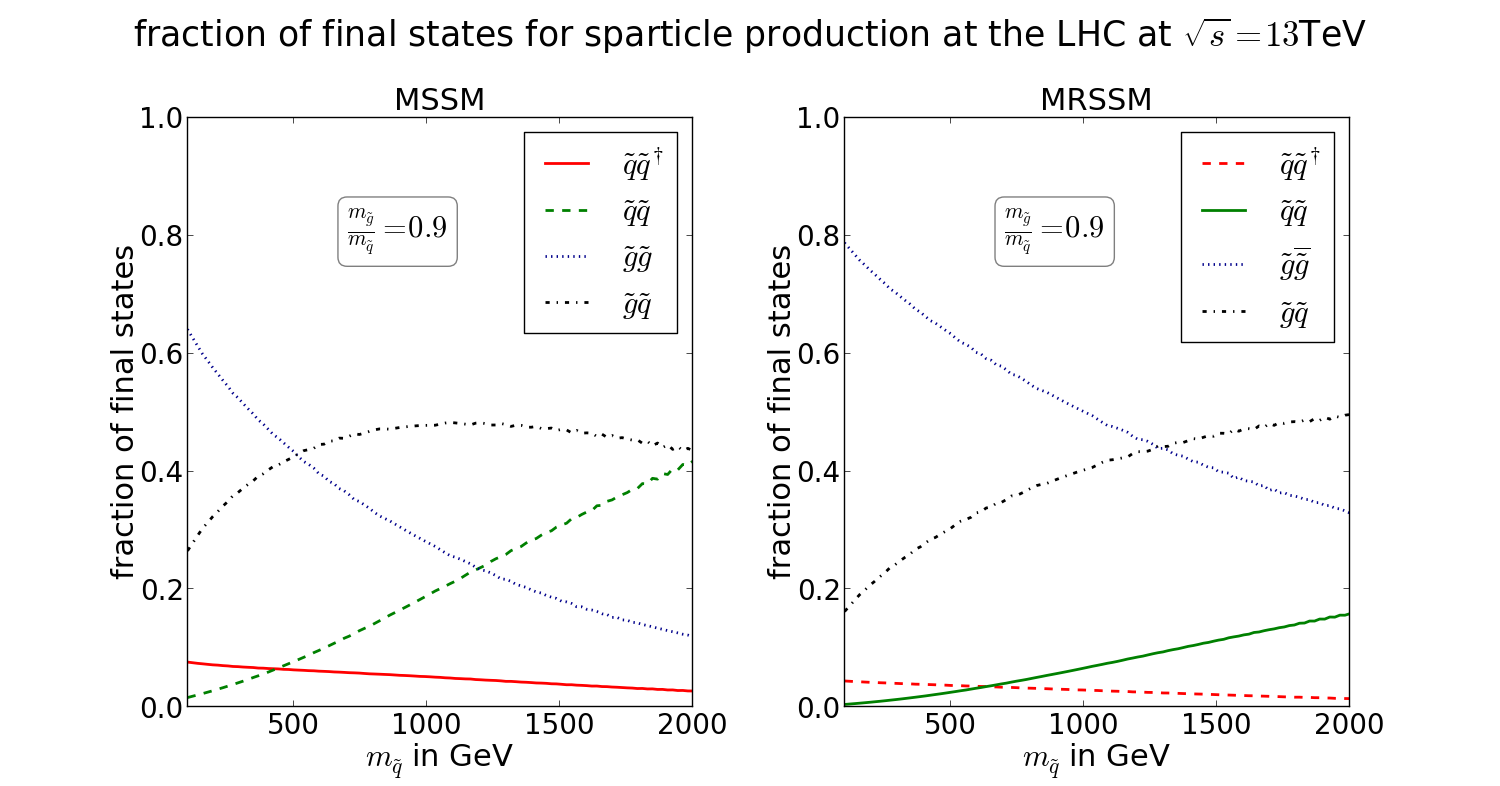 fraction of final states for sparticle production at the LHC at √s = 13TeV
MSSM
1.0
0.8
0.6
0.4
0.2
0.0
500
1000
1500
2000
fraction of final states
m_q̃ in GeV
m_g̃/m_q̃ = 0.9
q̃q̃†
q̃q̃
g̃g̃
g̃q̃
MRSSM
1.0
0.8
0.6
0.4
0.2
0.0
500
1000
1500
2000
fraction of final states
m_q̃ in GeV
m_g̃/m_q̃ = 0.9
q̃q̃†
q̃q̃
g̃g̅̃
g̃q̃